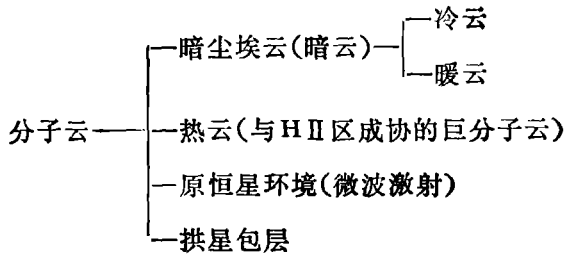 冷云
暗尘埃云(暗云)
暖云
分子云
热云(与HⅡ区成协的巨分子云)
原恒星环境(微波激射)
拱星包层